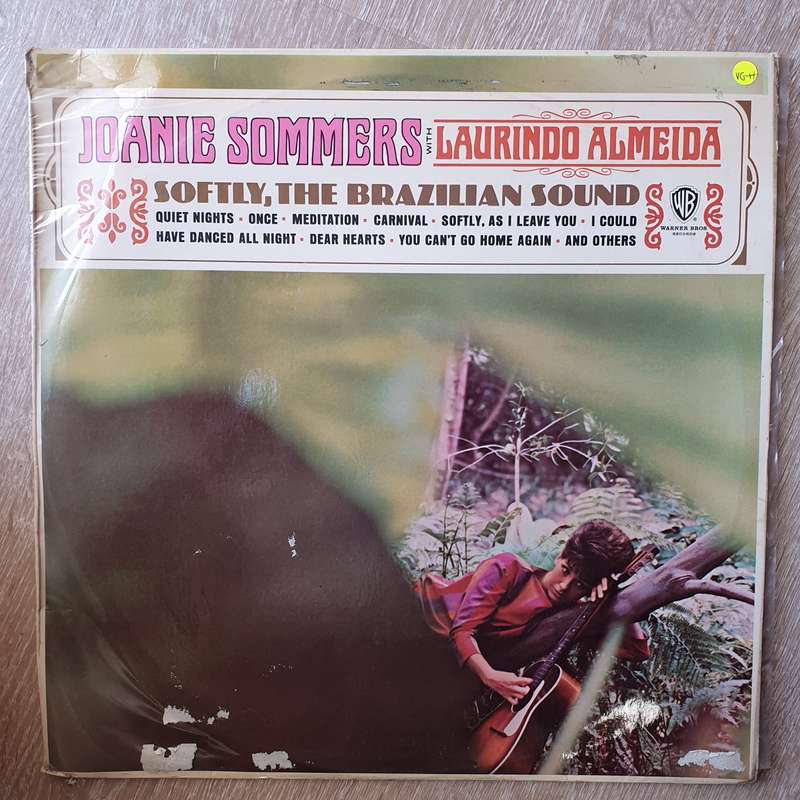 VG+
JOANIE SOMMERS WITH LAURINDO ALMEIDA
SOFTLY, THE BRAZILIAN SOUND
QUIET NIGHTS • ONCE • MEDITATION • CARNIVAL • SOFTLY, AS I LEAVE YOU • I COULD
HAVE DANCED ALL NIGHT • DEAR HEARTS • YOU CAN'T GO HOME AGAIN • AND OTHERS
WB
WARNER BROS
RECORDS